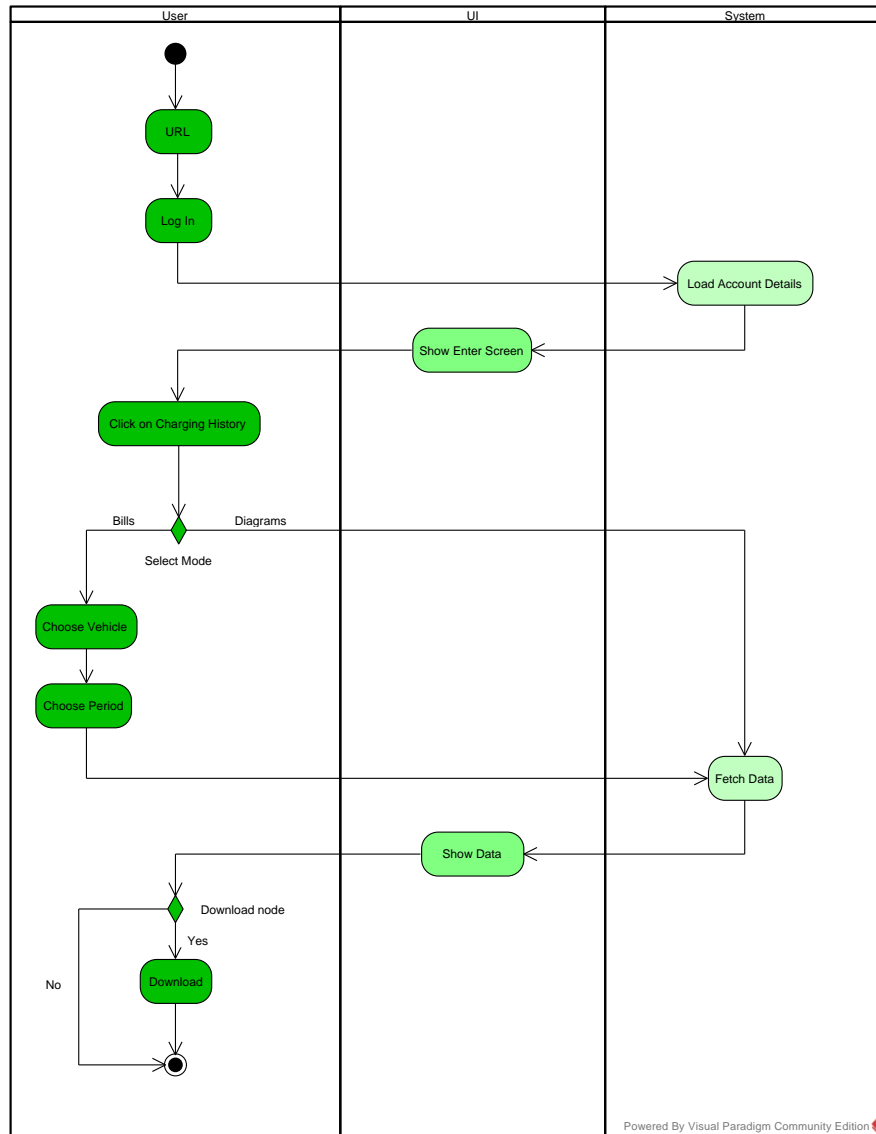 User
UI
System
URL
Log In
Load Account Details
Show Enter Screen
Click on Charging History
Bills
Diagrams
Select Mode
Choose Vehicle
Choose Period
Fetch Data
Show Data
Download node
Yes
Download
No
Powered By Visual Paradigm Community Edition